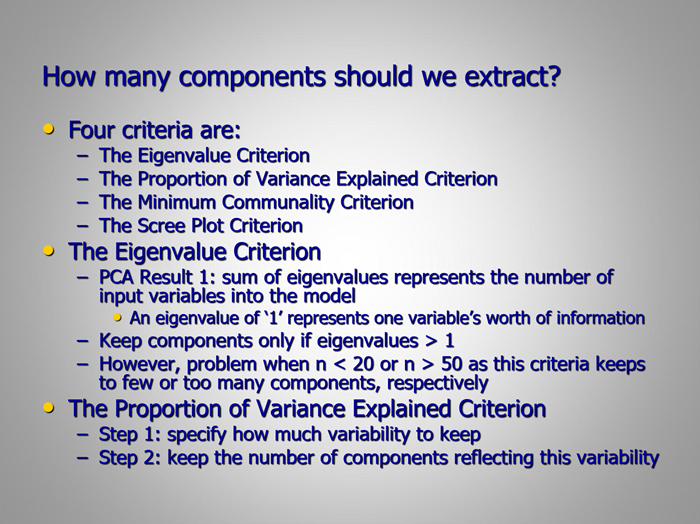 How many components should we extract?
• Four criteria are:
– The Eigenvalue Criterion
– The Proportion of Variance Explained Criterion
– The Minimum Communality Criterion
– The Scree Plot Criterion
• The Eigenvalue Criterion
– PCA Result 1: sum of eigenvalues represents the number of
input variables into the model
• An eigenvalue of ‘1’ represents one variable’s worth of information
– Keep components only if eigenvalues > 1
– However, problem when n < 20 or n > 50 as this criteria keeps
to few or too many components, respectively
• The Proportion of Variance Explained Criterion
– Step 1: specify how much variability to keep
– Step 2: keep the number of components reflecting this variability